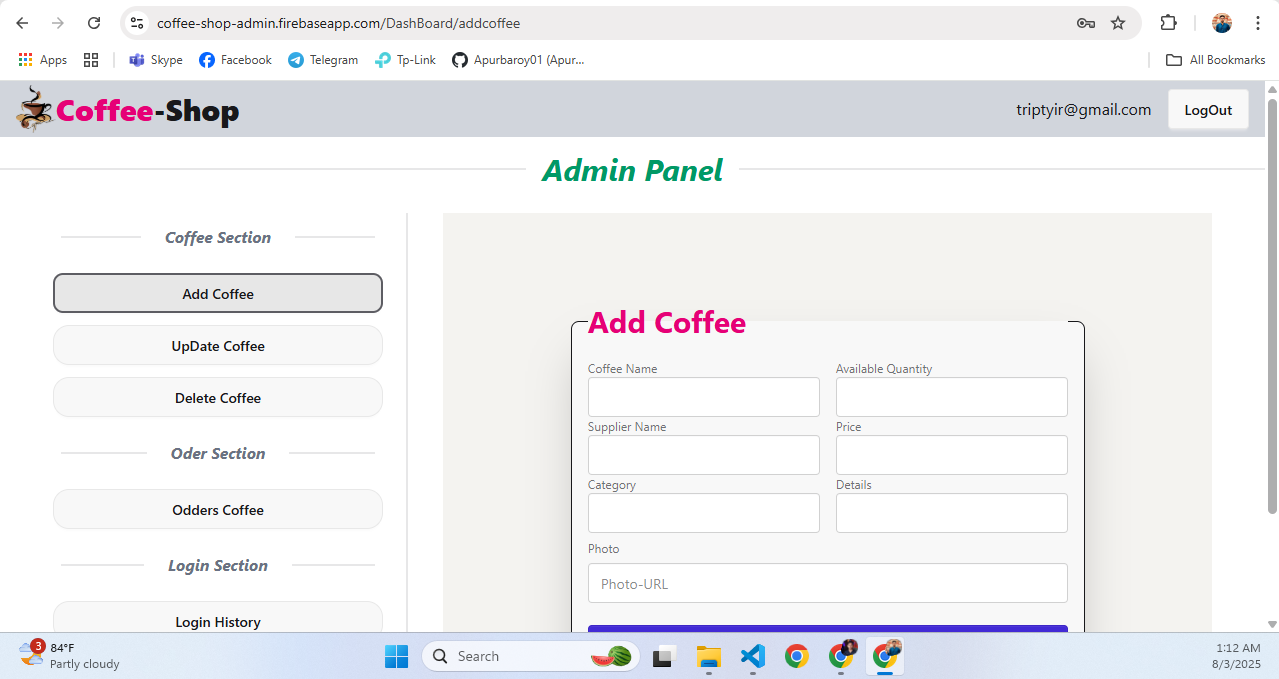 coffee-shop-admin.firebaseapp.com/DashBoard/addcoffee
Apps Skype Facebook Telegram Tp-Link Apurbaroy01 (Apur... All Bookmarks
Coffee-Shop triptyir@gmail.com LogOut
Admin Panel
Coffee Section
Add Coffee
UpDate Coffee
Delete Coffee
Oder Section
Odders Coffee
Login Section
Login History
Add Coffee
Coffee Name Available Quantity
Supplier Name Price
Category Details
Photo
Photo-URL
3 84°F
Partly cloudy
Search
1:12 AM
8/3/2025